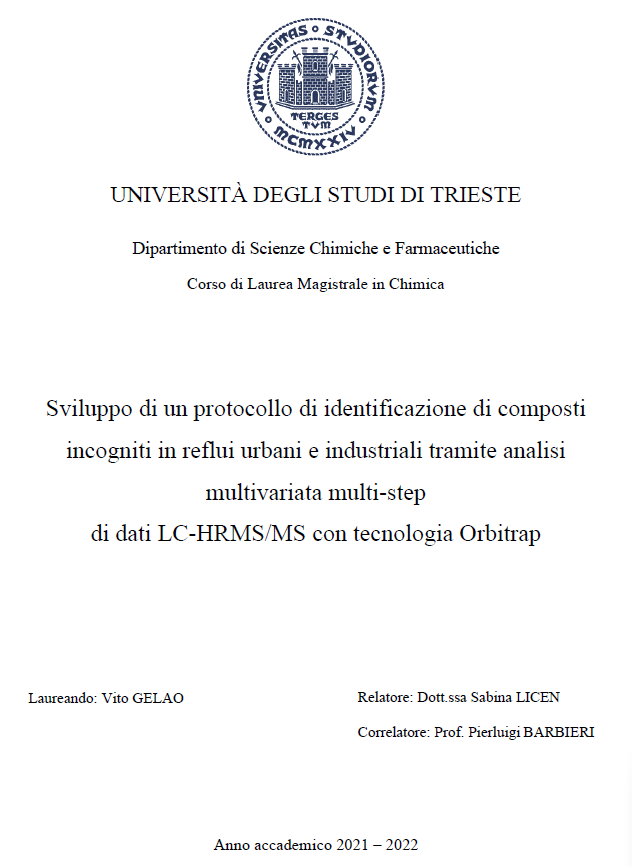 VNIVERSITAS STVDIORVM
TERGES
TVM
MCMXXIV
UNIVERSITÀ DEGLI STUDI DI TRIESTE
Dipartimento di Scienze Chimiche e Farmaceutiche
Corso di Laurea Magistrale in Chimica
Sviluppo di un protocollo di identificazione di composti
incogniti in reflui urbani e industriali tramite analisi
multivariata multi-step
di dati LC-HRMS/MS con tecnologia Orbitrap
Laureando: Vito GELAO
Relatore: Dott.ssa Sabina LICEN
Correlatore: Prof. Pierluigi BARBIERI
Anno accademico 2021 – 2022